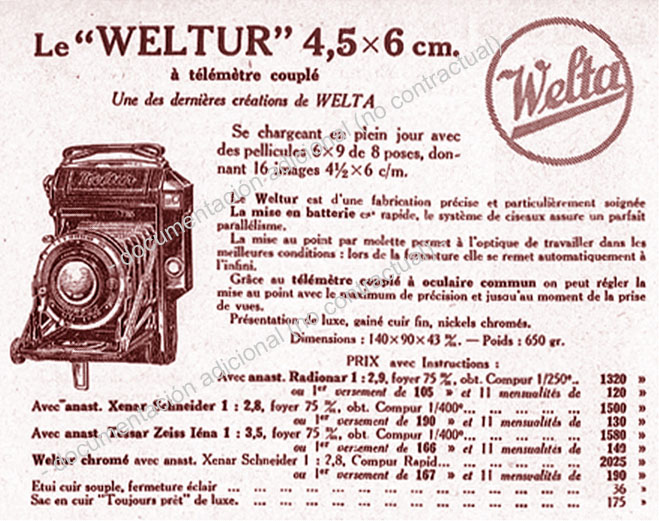 Le "WELTUR" 4,5×6 cm.
à télémètre couplé
Une des dernières créations de WELTA
Welta
Se chargeant en plein jour avec
des pellicules 6×9 de 8 poses, don-
nant 16 images 4½×6 c/m.
Weltur
Le Weltur est d'une fabrication précise et particulièrement soignée
La mise en batterie est rapide, le système de ciseaux assure un parfait
parallélisme.
La mise au point par molette permet à l'optique de travailler dans les
meilleures conditions : lors de la fermeture elle se remet automatiquement à
l'infini.
Grâce au télémètre couplé à oculaire commun on peut régler la
mise au point avec le maximum de précision et jusqu'au moment de la prise
de vues.
Présentation de luxe, gainé cuir fin, nickels chromés.
Dimensions : 140×90×43 m/m. — Poids : 650 gr.
PRIX avec Instructions :
Avec anast. Radionar 1 : 2,9, foyer 75 m/m, obt. Compur 1/250e.. 1320 »
ou 1er versement de 105 » et 11 mensualités de 120 »
Avec anast. Xenar Schneider 1 : 2,8, foyer 75 m/m, obt. Compur 1/400e... 1500 »
ou 1er versement de 190 » et 11 mensualités de 130 »
Avec anast. Tessar Zeiss Iéna 1 : 3,5, foyer 75 m/m, obt. Compur 1/400e... 1580 »
ou 1er versement de 166 » et 11 mensualités de 140 »
Weltur chromé avec anast. Xenar Schneider 1 : 2,8, Compur Rapid... 2025 »
ou 1er versement de 167 » et 11 mensualités de 190 »
Etui cuir souple, fermeture éclair ... 36 »
Sac en cuir "Toujours prêt" de luxe. ... 175 »
- documentación adicional (no contractual) -
- documentación adicional (no contractual) -